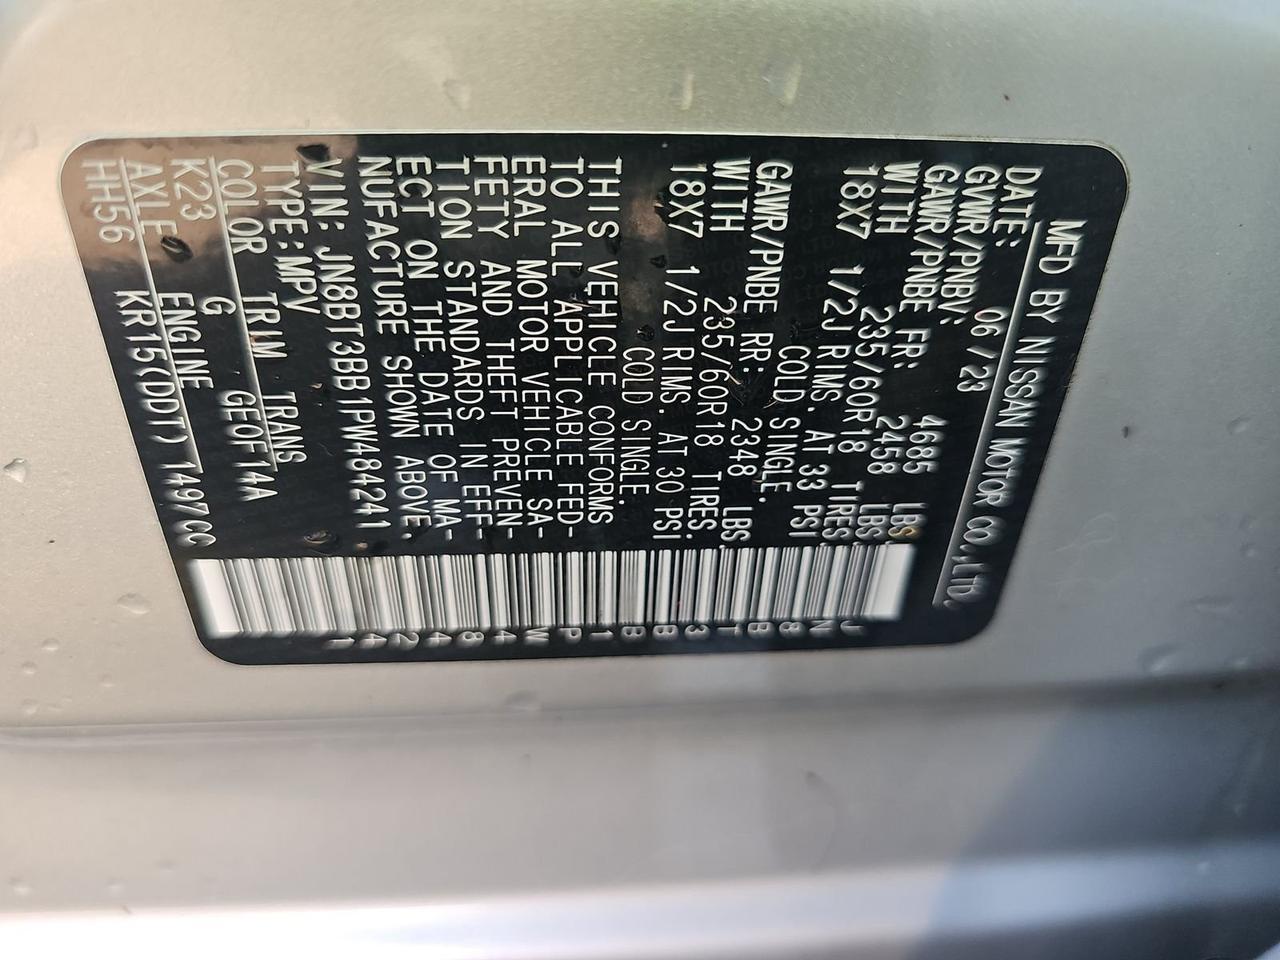 MFD BY NISSAN MOTOR CO.,LTD.
DATE: 06/23
GVWR/PNBV: 4685 LBS
GAWR/PNBE FR: 2458 LBS.
WITH 235/60R18 TIRES,
18X7 1/2J RIMS. AT 33 PSI
COLD SINGLE.
GAWR/PNBE RR: 2348 LBS.
WITH 235/60R18 TIRES.
18X7 1/2J RIMS. AT 30 PSI
COLD SINGLE.
THIS VEHICLE CONFORMS
TO ALL APPLICABLE FED-
ERAL MOTOR VEHICLE SA-
FETY AND THEFT PREVEN-
TION STANDARDS IN EFF-
ECT ON THE DATE OF MA-
NUFACTURE SHOWN ABOVE.
VIN: JN8BT3BB1PW484241
TYPE:MPV
COLOR TRIM TRANS
K23 G GEOF14A
AXLE ENGINE
HH56 KR15(DDT) 1497CC
JN8BT3BB1PW484241